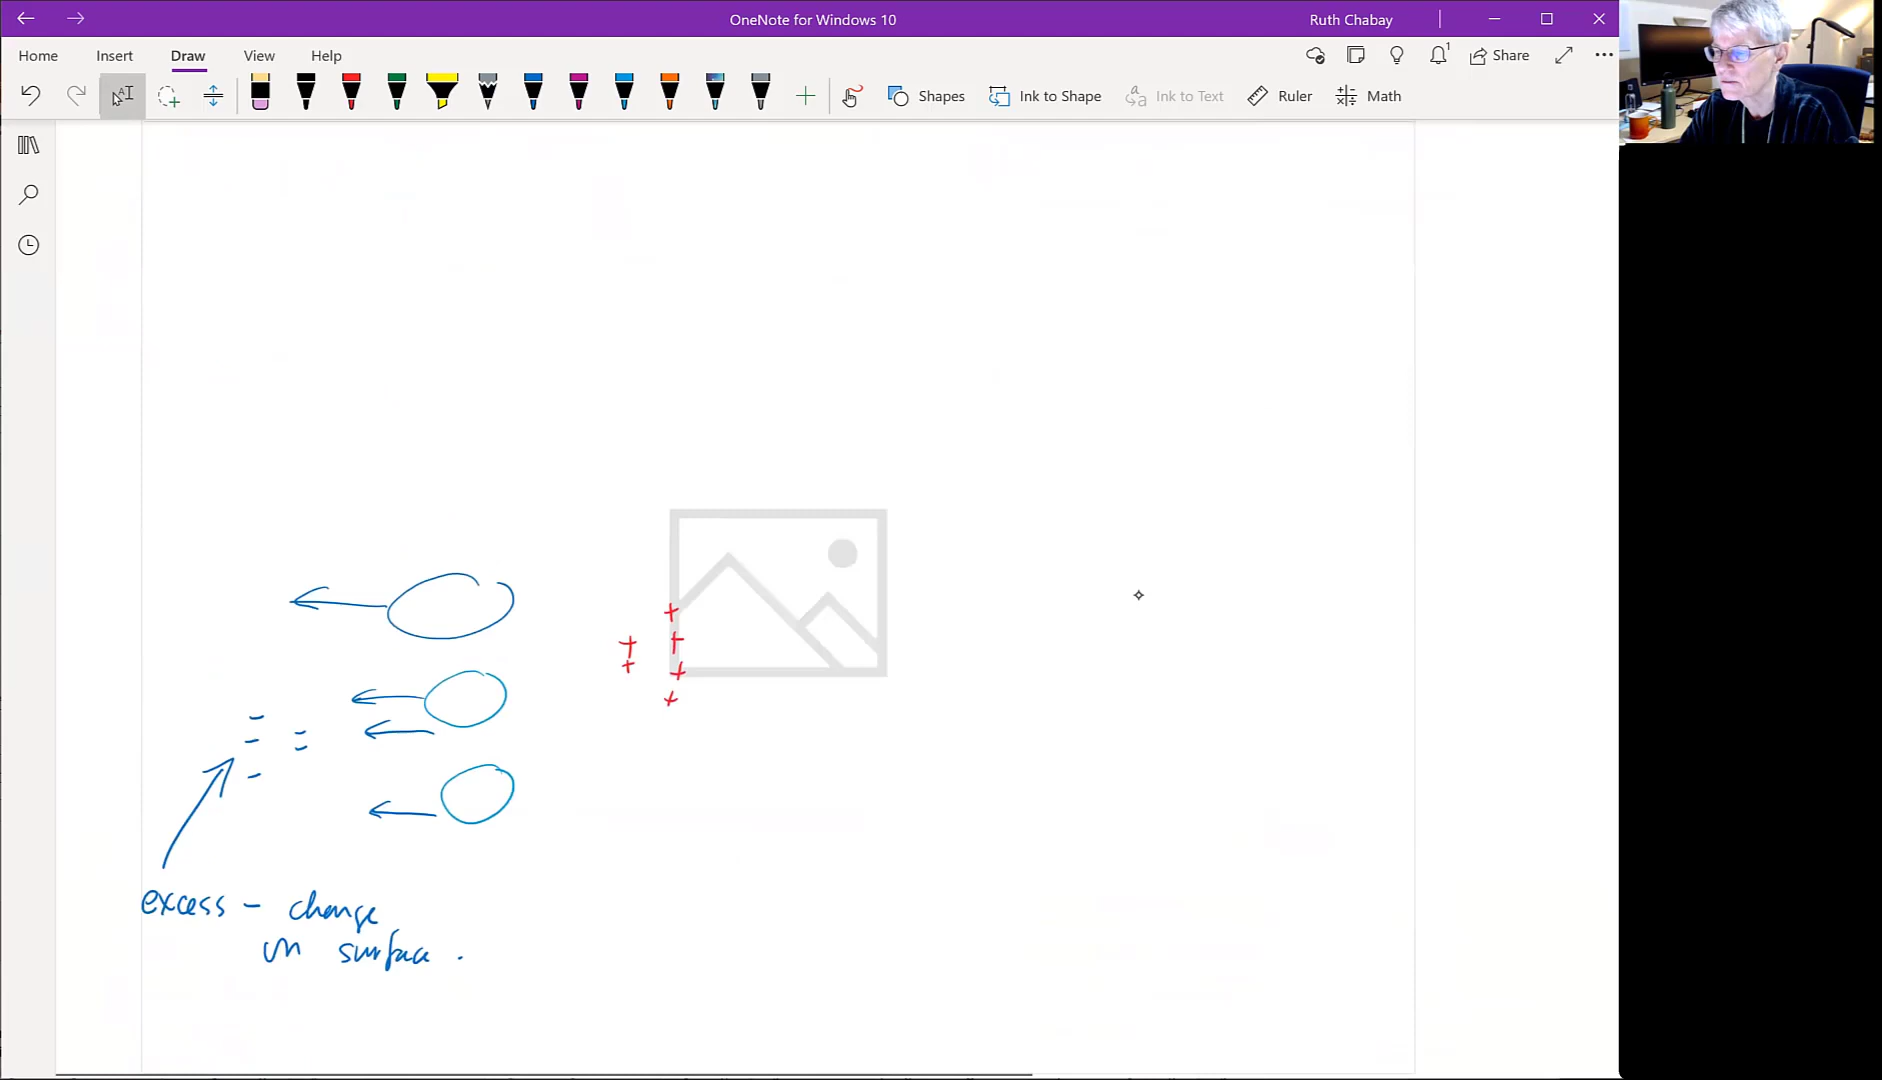 OneNote for Windows 10
Ruth Chabay
Home Insert Draw View Help
1
Share
Shapes
Ink to Shape
Ink to Text
Ruler
Math
+
+
+
+
+
+
excess - charge
on surface.